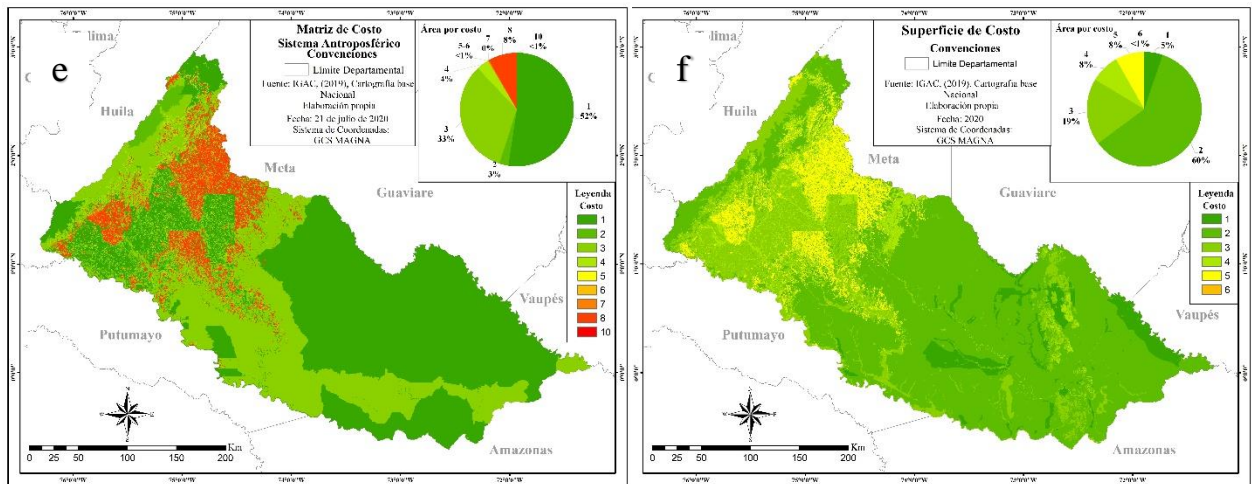 e
Matriz de Costo
Sistema Antroposférico
Convenciones
Límite Departamental
Fuente: IGAC, (2019), Cartografía base
Nacional
Elaboración propia
Fecha: 21 de julio de 2020
Sistema de Coordenadas:
GCS MAGNA
Área por costo
5-6
<1%
7
0%
8
8%
10
<1%
4
4%
3
33%
2
3%
1
52%
Huila
Meta
Guaviare
Vaupés
Putumayo
Amazonas
Leyenda
Costo
1
2
3
4
5
6
7
8
10
0 25 50 100 150 200
Km
f
Superficie de Costo
Convenciones
Límite Departamental
Fuente: IGAC, (2019), Cartografía base
Nacional
Elaboración propia
Fecha: 2020
Sistema de Coordenadas:
GCS MAGNA
Área por costo
5
8%
6
<1%
1
5%
4
8%
3
19%
2
60%
Huila
Meta
Guaviare
Vaupés
Putumayo
Amazonas
Leyenda
Costo
1
2
3
4
5
6
0 25 50 100 150 200
Km